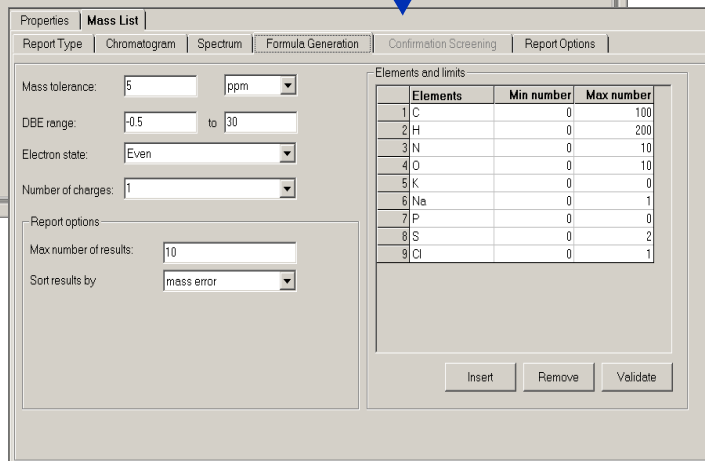 Properties Mass List
Report Type Chromatogram Spectrum Formula Generation Confirmation Screening Report Options
Mass tolerance: 5 ppm
DBE range: -0.5 to 30
Electron state: Even
Number of charges: 1
Report options
Max number of results: 10
Sort results by mass error
Elements and limits
Elements Min number Max number
1 C 0 100
2 H 0 200
3 N 0 10
4 O 0 10
5 K 0 0
6 Na 0 1
7 P 0 0
8 S 0 2
9 Cl 0 1
Insert Remove Validate